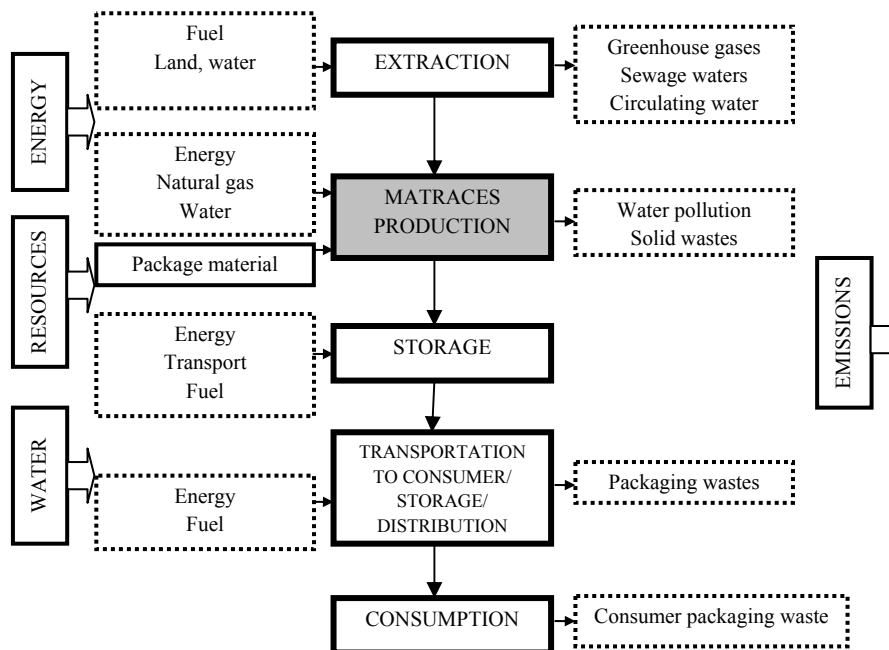 ENERGY
Fuel
Land, water
EXTRACTION
Greenhouse gases
Sewage waters
Circulating water
Energy
Natural gas
Water
MATRACES
PRODUCTION
Water pollution
Solid wastes
RESOURCES
Package material
Energy
Transport
Fuel
STORAGE
EMISSIONS
WATER
Energy
Fuel
TRANSPORTATION
TO CONSUMER/
STORAGE/
DISTRIBUTION
Packaging wastes
CONSUMPTION
Consumer packaging waste